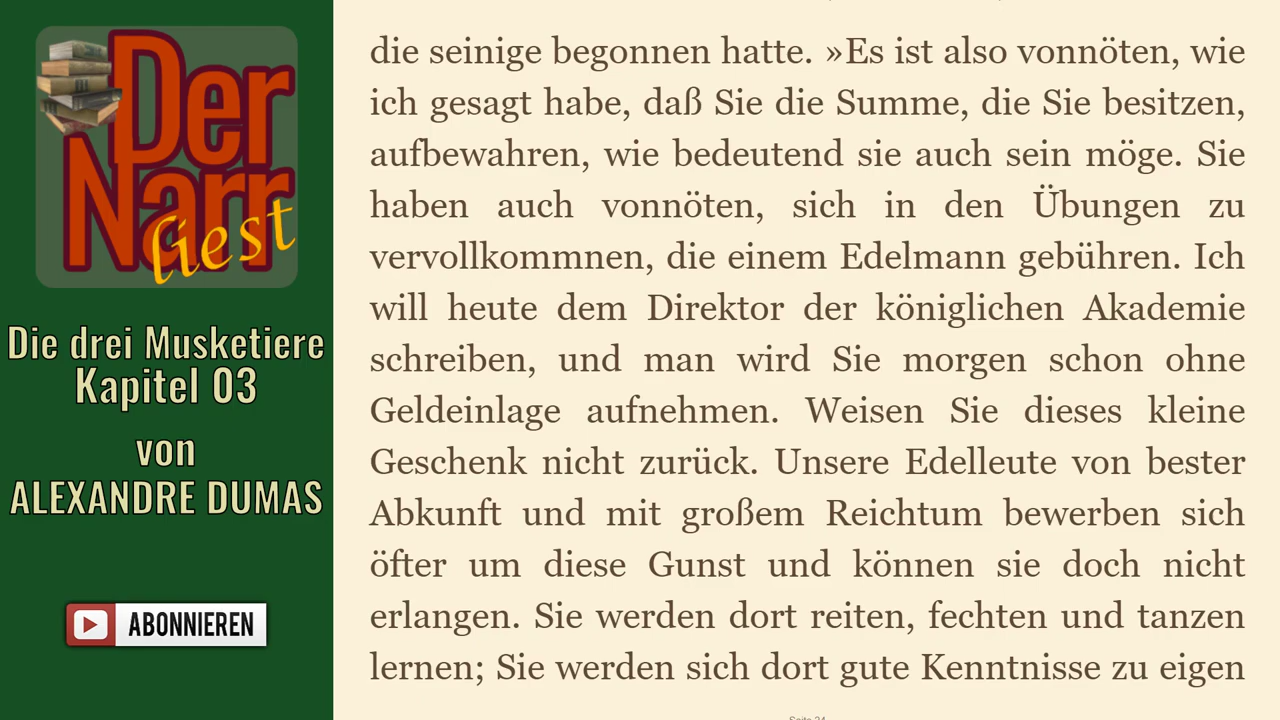 Der
Narr
liest
Die drei Musketiere
Kapitel 03
von
ALEXANDRE DUMAS
ABONNIEREN
die seinige begonnen hatte. »Es ist also vonnöten, wie
ich gesagt habe, daß Sie die Summe, die Sie besitzen,
aufbewahren, wie bedeutend sie auch sein möge. Sie
haben auch vonnöten, sich in den Übungen zu
vervollkommnen, die einem Edelmann gebühren. Ich
will heute dem Direktor der königlichen Akademie
schreiben, und man wird Sie morgen schon ohne
Geldeinlage aufnehmen. Weisen Sie dieses kleine
Geschenk nicht zurück. Unsere Edelleute von bester
Abkunft und mit großem Reichtum bewerben sich
öfter um diese Gunst und können sie doch nicht
erlangen. Sie werden dort reiten, fechten und tanzen
lernen; Sie werden sich dort gute Kenntnisse zu eigen